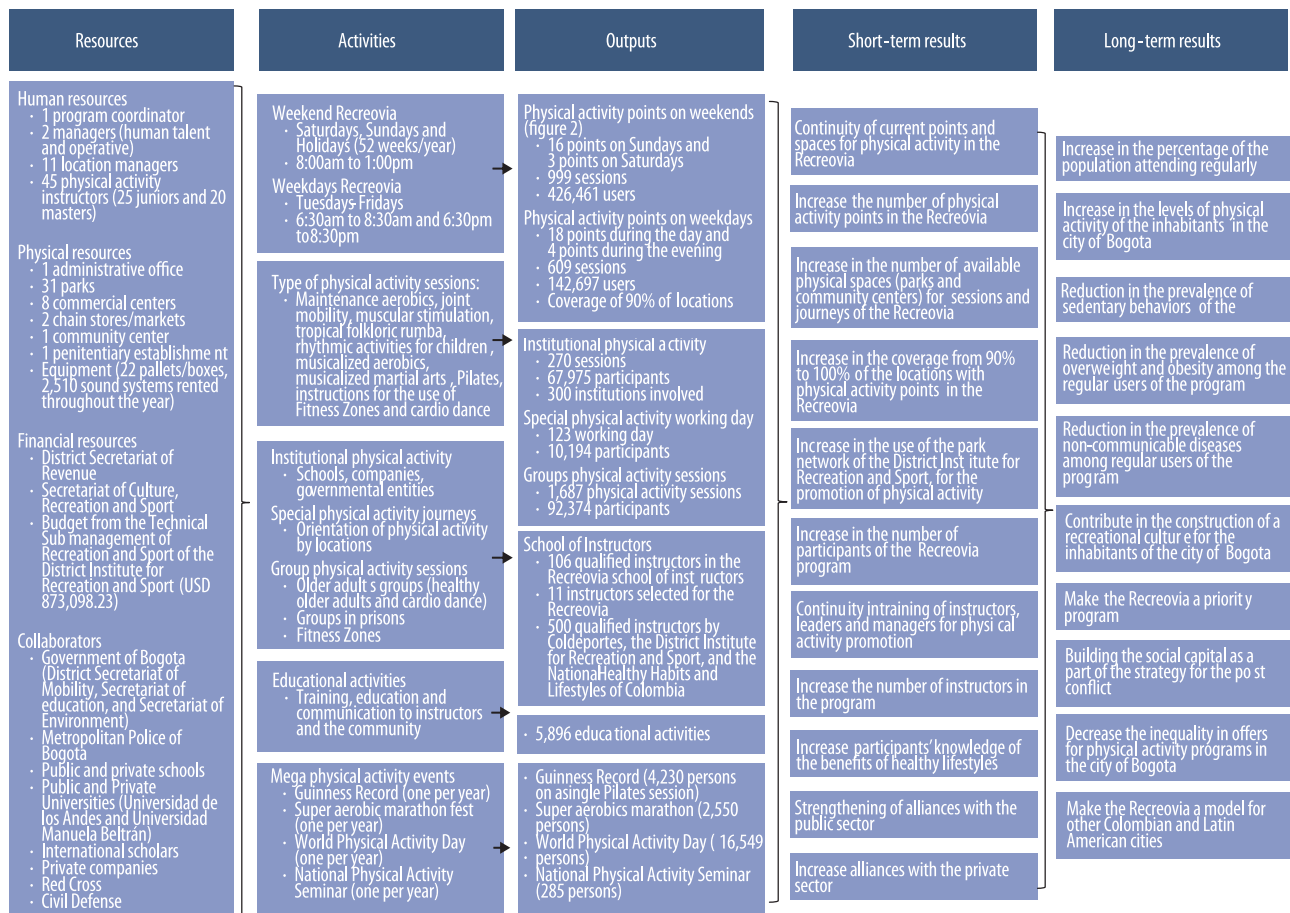 Resources
Human resources
· 1 program coordinator
· 2 managers (human talent
and operative)
· 11 location managers
· 45 physical activity
instructors (25 juniors and 20
masters)
Physical resources
· 1 administrative office
· 31 parks
· 8 commercial centers
· 2 chain stores/markets
· 1 community center
· 1 penitentiary establishme nt
· Equipment (22 pallets/boxes,
2,510 sound systems rented
throughout the year)
Financial resources
· District Secretariat of
Revenue
· Secretariat of Culture,
Recreation and Sport
· Budget from the Technical
Sub management of
Recreation and Sport of the
District Institute for
Recreation and Sport (USD
873,098.23)
Collaborators
· Government of Bogota
(District Secretariat of
Mobility, Secretariat of
education, and Secretariat of
Environment)
· Metropolitan Police of
Bogota
· Public and private schools
· Public and Private
Universities (Universidad de
los Andes and Universidad
Manuela Beltrán)
· International scholars
· Private companies
· Red Cross
· Civil Defense
Activities
Weekend Recreovia
· Saturdays, Sundays and
Holidays (52 weeks/year)
· 8:00am to 1:00pm
Weekdays Recreovia
· Tuesdays-Fridays
· 6:30am to 8:30am and 6:30pm
to8:30pm
Type of physical activity sessions:
· Maintenance aerobics, joint
mobility, muscular stimulation,
tropical folkloric rumba,
rhythmic activities for children ,
musicalized aerobics,
musicalized martial arts , Pilates,
instructions for the use of
Fitness Zones and cardio dance
Institutional physical activity
· Schools, companies,
governmental entities
Special physical activity journeys
· Orientation of physical activity
by locations
Group physical activity sessions
· Older adult s groups (healthy
older adults and cardio dance)
· Groups in prisons
· Fitness Zones
Educational activities
· Training, education and
communication to instructors
and the community
Mega physical activity events
· Guinness Record (one per year)
· Super aerobic marathon fest
(one per year)
· World Physical Activity Day
(one per year)
· National Physical Activity
Seminar (one per year)
Outputs
Physical activity points on weekends
(figure 2)
· 16 points on Sundays and
3 points on Saturdays
· 999 sessions
· 426,461 users
Physical activity points on weekdays
· 18 points during the day and
4 points during the evening
· 609 sessions
· 142,697 users
· Coverage of 90% of locations
Institutional physical a ctivity
· 270 sessions
· 67,975 participants
· 300 institutions involved
Special physical activity working day
· 123 working day
· 10,194 participants
Groups physical activity sessions
· 1,687 physical activity sessions
· 92,374 participants
School of Instructors
· 106 qualified instructors in the
Recreovia school of inst ructors
· 11 instructors selected for the
Recreovia
· 500 qualified instructors by
Coldeportes, the District Institute
for Recreation and Sport, and the
NationalHealthy Habits and
Lifestyles of Colombia
· 5,896 educa tional activities
· Guinness Record (4,230 persons
on asingle Pilates session)
· Super aerobics marathon (2,550
persons)
· World Physical Activity Day ( 16,549
· persons)
· National Physical Activity Seminar
(285 persons)
Short-term results
Continuity of current points and
spaces for physical activity in the
Recreovia
Increase the number of physical
activity points in the Recreovia
Increase in the number of available
physical spaces (parks and
community centers) for sessions and
journeys of the Recreovia
Increase in the coverage from 90%
to 100% of the locations with
physical activity points in the
Recreovia
Increase in the use of the park
network of the District Inst itute for
Recreation and Sport, for the
promotion of physical activity
Increase in the number of
participants of the Recreovia
program
Continuity intraining of instructors,
leaders and managers for physi cal
activity promotion
Increase the number of instructors in
the program
Increase participants' knowledge of
the benefits of healthy lifestyles
Strengthening of alliances with the
public sector
Increase alliances with the private
sector
Long-term results
Increase in the percentage of the
population attending regularly
Increase in the levels of physical
activity of the inhabitants in the
city of Bogota
Reduction in the prevalence of
sedentary behaviors of the
Reduction in the prevalence of
overweight and obesity among the
regular users of the program
Reduction in the prevalence of
non-communicable diseases
among regular users of the
program
Contribute in the construction of a
recreational cultur e for the
inhabitants of the city of Bogota
Make the Recreovia a priority
program
Building the social capital as a
part of the strategy for the po st
conflict
Decrease the inequality in offers
for physical activity programs in
the city of Bogota
Make the Recreovia a model for
other Colombian and Latin
American cities